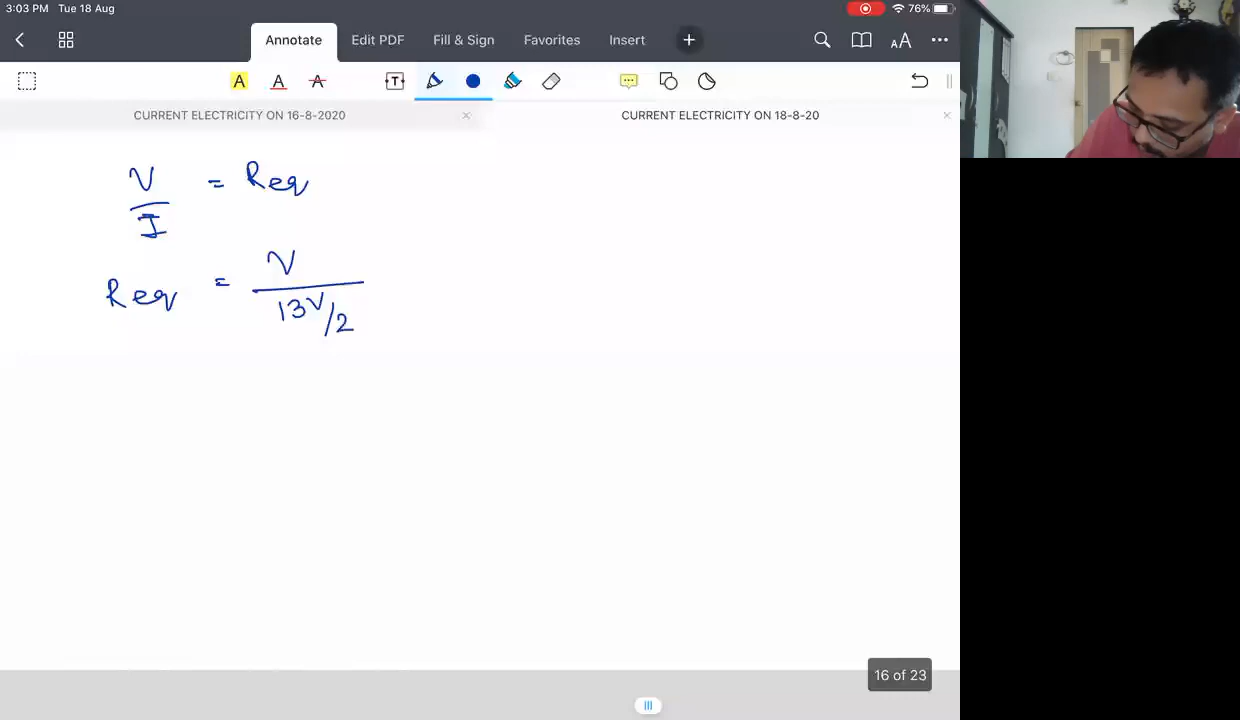 3:03 PM Tue 18 Aug 76%
Annotate Edit PDF Fill & Sign Favorites Insert
A A A T
CURRENT ELECTRICITY ON 16-8-2020 CURRENT ELECTRICITY ON 18-8-20
V/I = Req
Req = V/(13V/2)
16 of 23